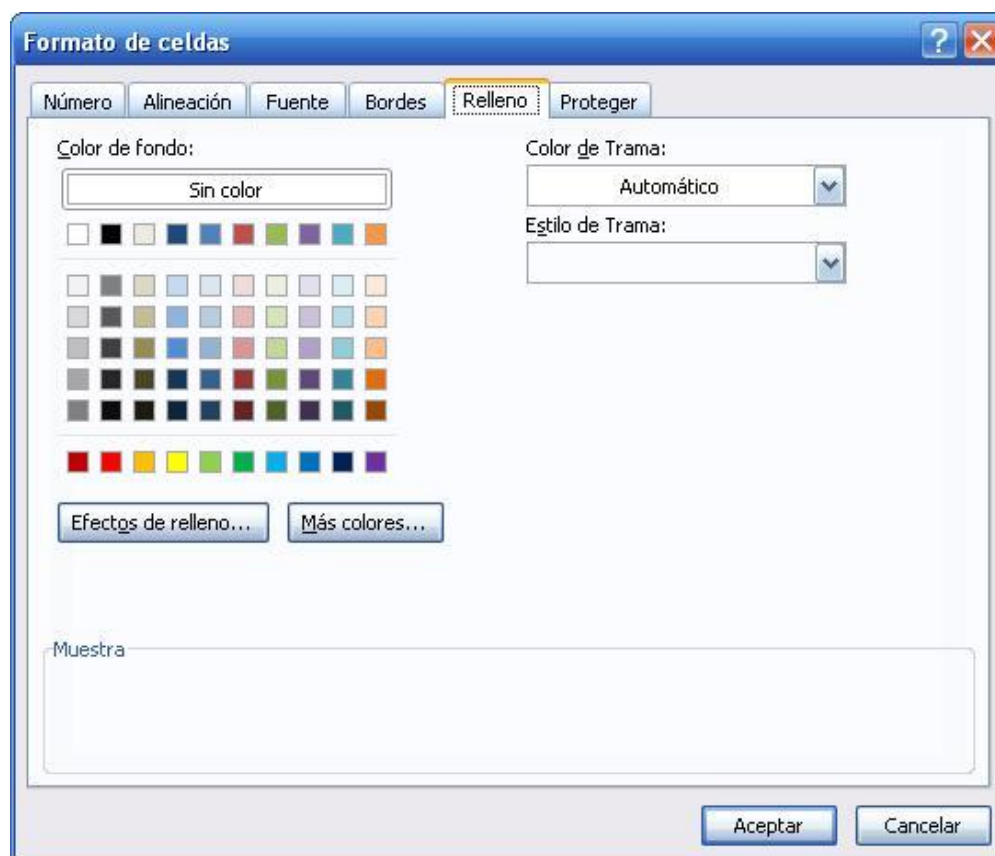 Formato de celdas
Número Alineación Fuente Bordes Relleno Proteger
Color de fondo:
Sin color
Color de Trama:
Automático
Estilo de Trama:
Efectos de relleno... Más colores...
Muestra
Aceptar Cancelar